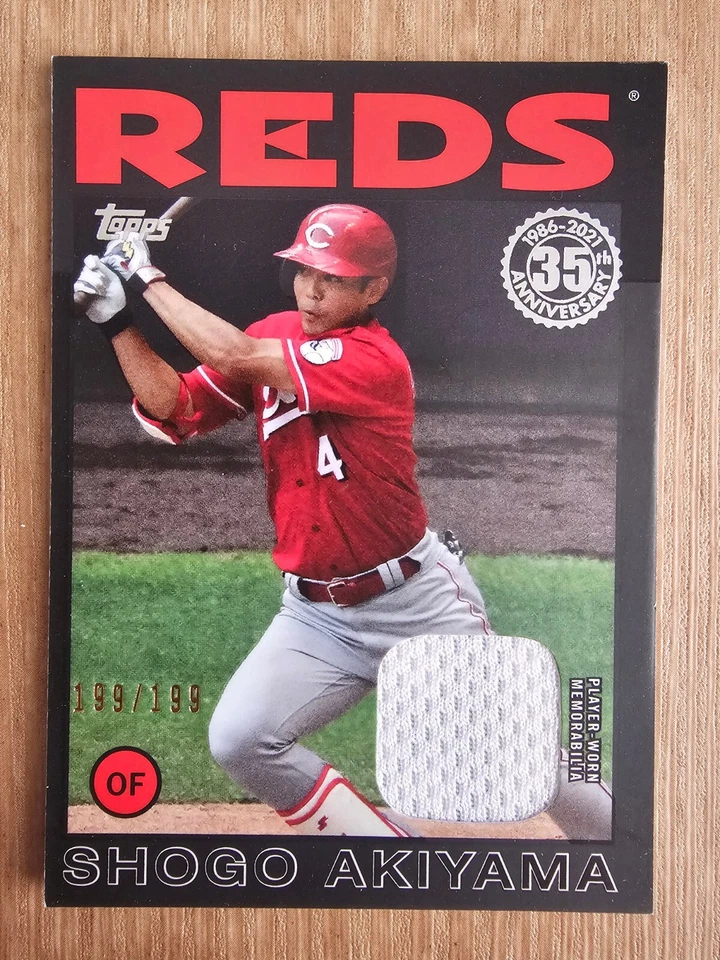 REDS®
Topps
1986-2021
35th
ANNIVERSARY
C
4
199/199
PLAYER-WORN
MEMORABILIA
OF
SHOGO AKIYAMA